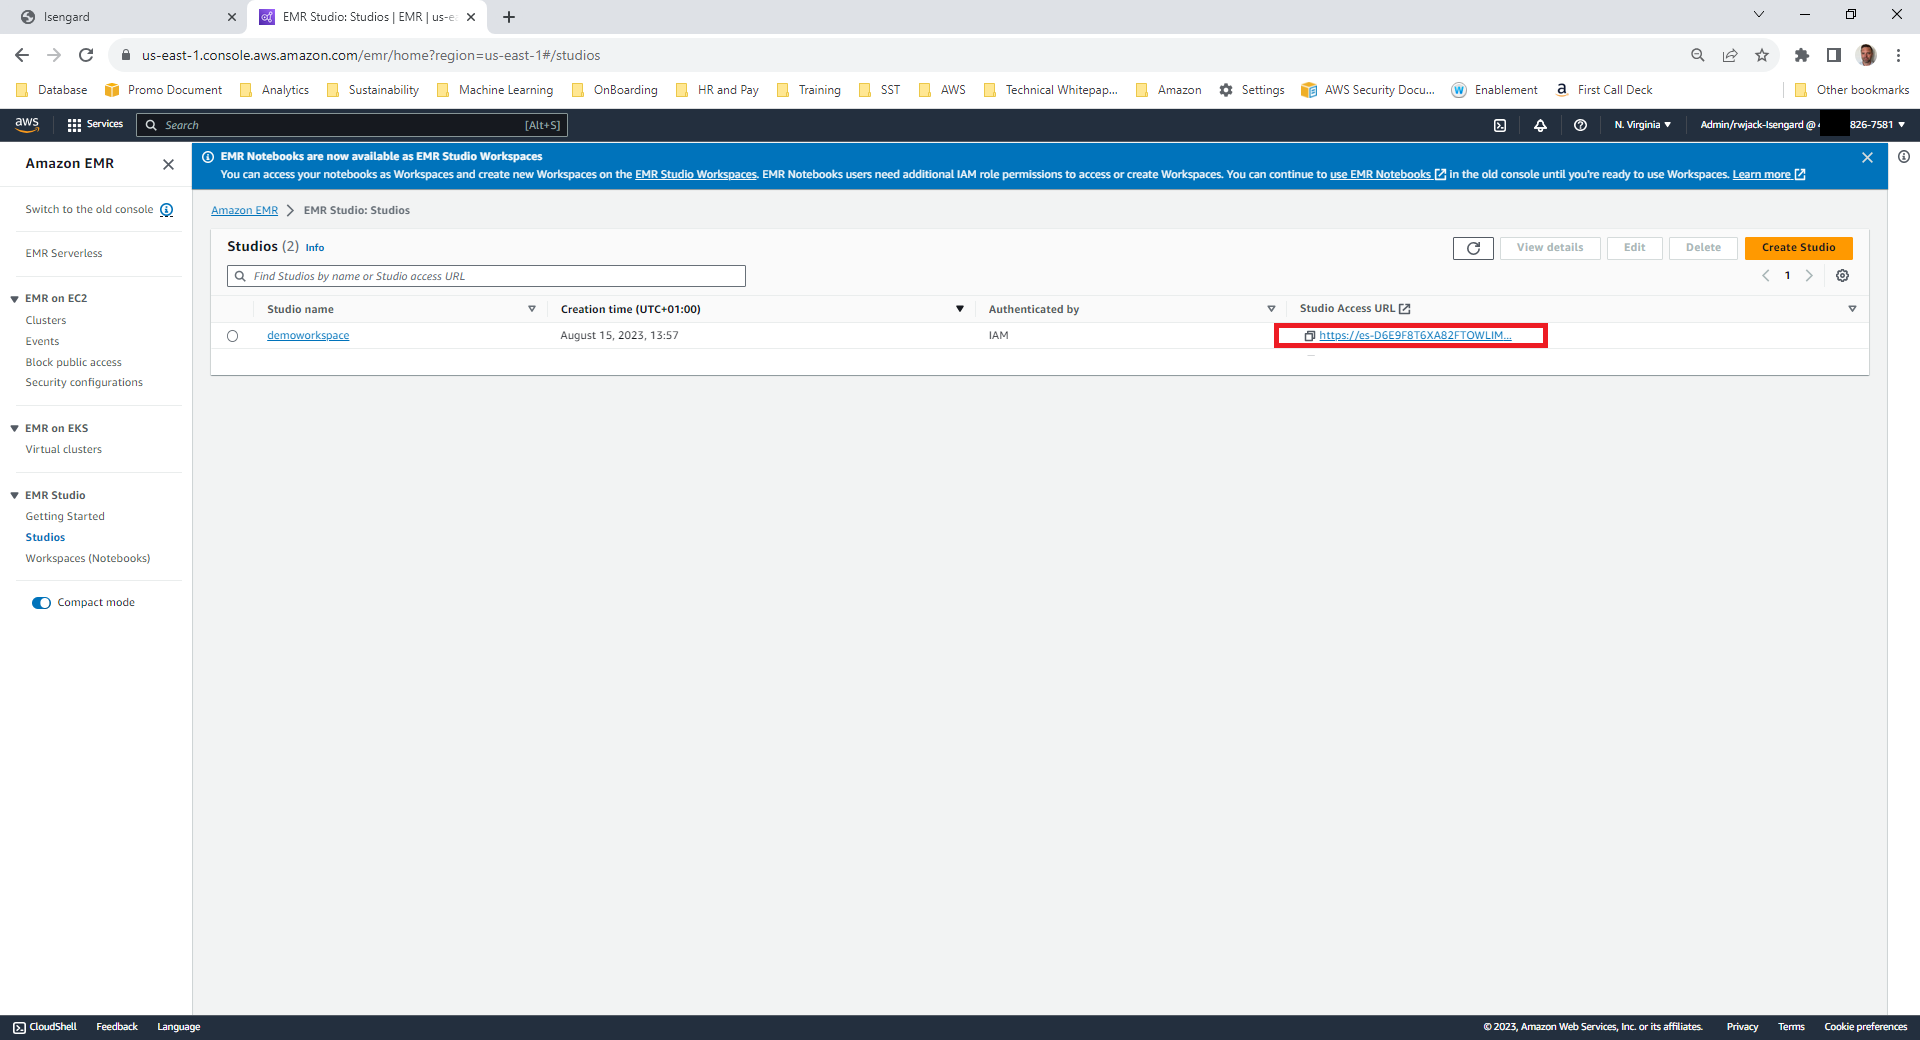 Isengard
EMR Studio: Studios | EMR | us-ea
us-east-1.console.aws.amazon.com/emr/home?region=us-east-1#/studios
Database Promo Document Analytics Sustainability Machine Learning OnBoarding HR and Pay Training SST AWS Technical Whitepap... Amazon Settings AWS Security Docu... Enablement First Call Deck Other bookmarks
aws Services Search [Alt+S] N. Virginia Admin/rwjack-Isengard @ 826-7581
Amazon EMR
Switch to the old console
EMR Serverless
EMR on EC2
Clusters
Events
Block public access
Security configurations
EMR on EKS
Virtual clusters
EMR Studio
Getting Started
Studios
Workspaces (Notebooks)
Compact mode
EMR Notebooks are now available as EMR Studio Workspaces
You can access your notebooks as Workspaces and create new Workspaces on the EMR Studio Workspaces. EMR Notebooks users need additional IAM role permissions to access or create Workspaces. You can continue to use EMR Notebooks in the old console until you're ready to use Workspaces. Learn more
Amazon EMR EMR Studio: Studios
Studios (2) Info
View details Edit Delete Create Studio
Find Studios by name or Studio access URL
1
Studio name Creation time (UTC+01:00) Authenticated by Studio Access URL
demoworkspace August 15, 2023, 13:57 IAM https://es-D6E9F8T6XA82FTOWLIM...
CloudShell Feedback Language © 2023, Amazon Web Services, Inc. or its affiliates. Privacy Terms Cookie preferences